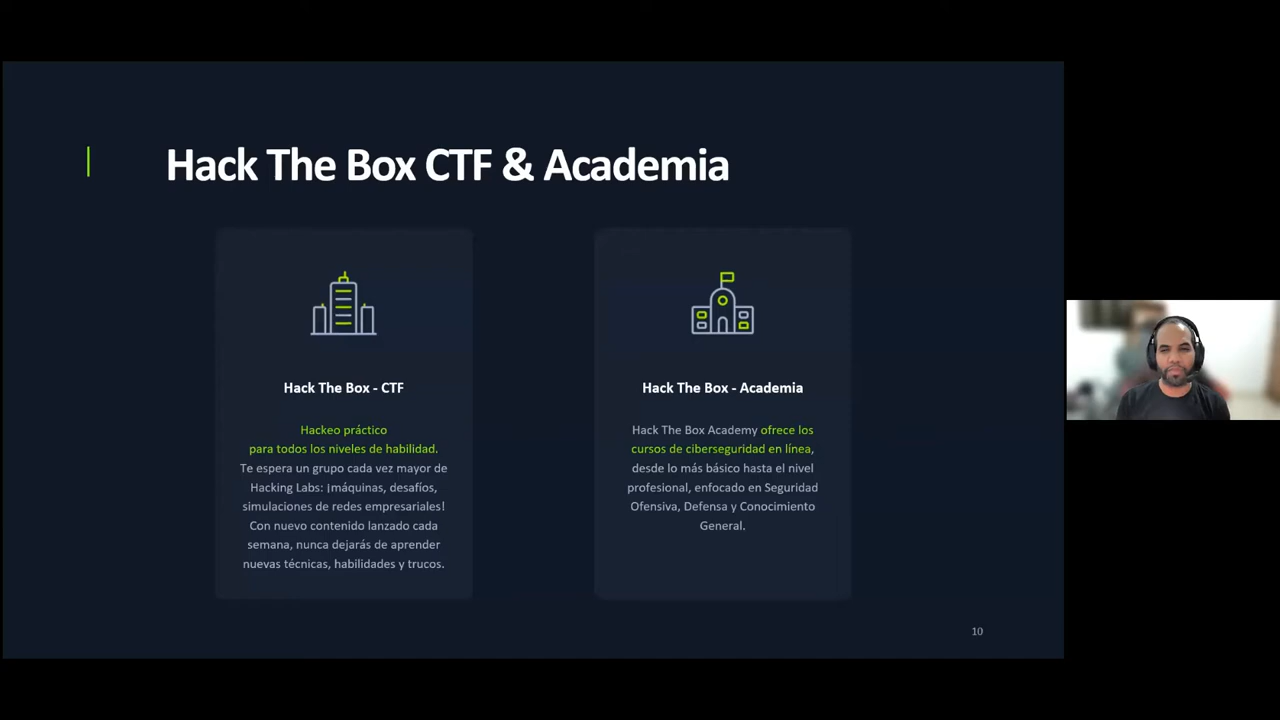 Hack The Box CTF & Academia
Hack The Box - CTF
Hackeo práctico
para todos los niveles de habilidad.
Te espera un grupo cada vez mayor de
Hacking Labs: ¡máquinas, desafíos,
simulaciones de redes empresariales!
Con nuevo contenido lanzado cada
semana, nunca dejarás de aprender
nuevas técnicas, habilidades y trucos.
Hack The Box - Academia
Hack The Box Academy ofrece los
cursos de ciberseguridad en línea,
desde lo más básico hasta el nivel
profesional, enfocado en Seguridad
Ofensiva, Defensa y Conocimiento
General.
10